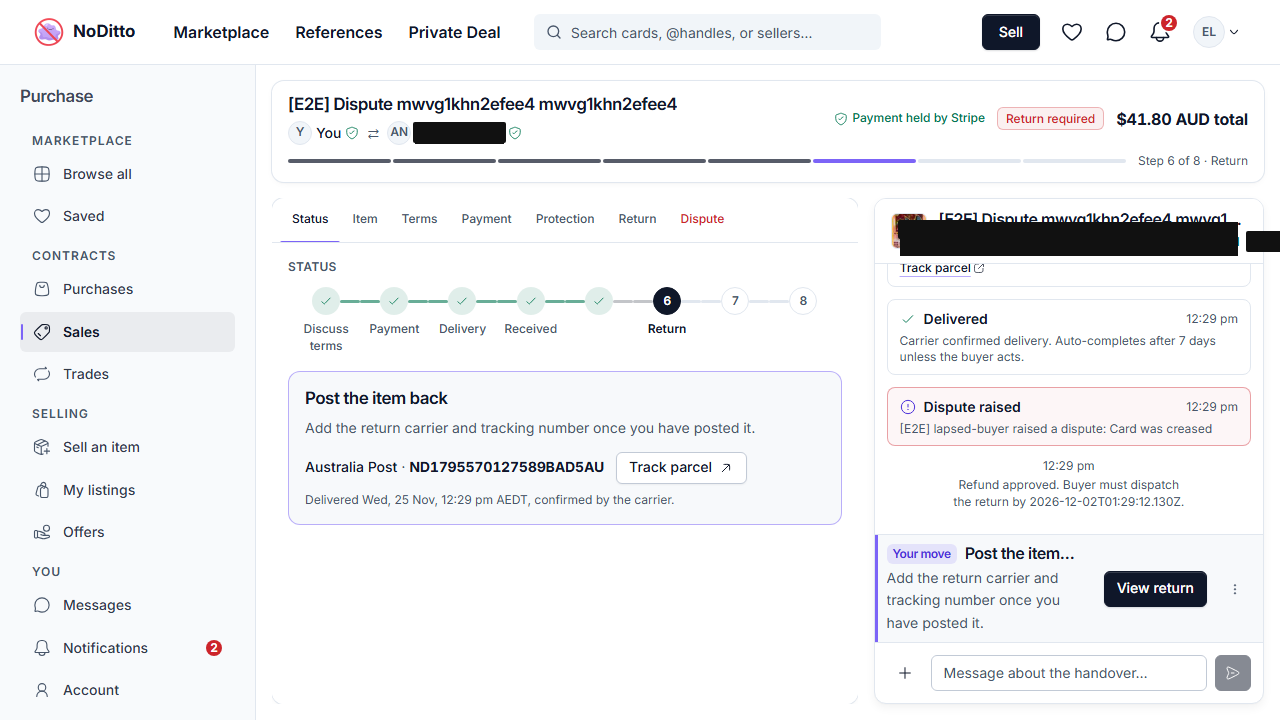 NoDitto
Marketplace
References
Private Deal
Search cards, @handles, or sellers...
Sell
2
EL
Purchase
MARKETPLACE
Browse all
Saved
CONTRACTS
Purchases
Sales
Trades
SELLING
Sell an item
My listings
Offers
YOU
Messages
Notifications
2
Account
[E2E] Dispute mwvg1khn2efee4 mwvg1khn2efee4
Y You
AN
Payment held by Stripe
Return required
$41.80 AUD total
Step 6 of 8 · Return
Status
Item
Terms
Payment
Protection
Return
Dispute
STATUS
6
7
8
Discuss
terms
Payment
Delivery
Received
Return
Post the item back
Add the return carrier and tracking number once you have posted it.
Australia Post · ND1795570127589BAD5AU
Track parcel
Delivered Wed, 25 Nov, 12:29 pm AEDT, confirmed by the carrier.
[E2E] Dispute mwvg1khn2efee4 mwvg1...
Track parcel
Delivered
12:29 pm
Carrier confirmed delivery. Auto-completes after 7 days
unless the buyer acts.
Dispute raised
12:29 pm
[E2E] lapsed-buyer raised a dispute: Card was creased
12:29 pm
Refund approved. Buyer must dispatch
the return by 2026-12-02T01:29:12.130Z.
Your move
Post the item...
Add the return carrier and
tracking number once you
have posted it.
View return
Message about the handover...